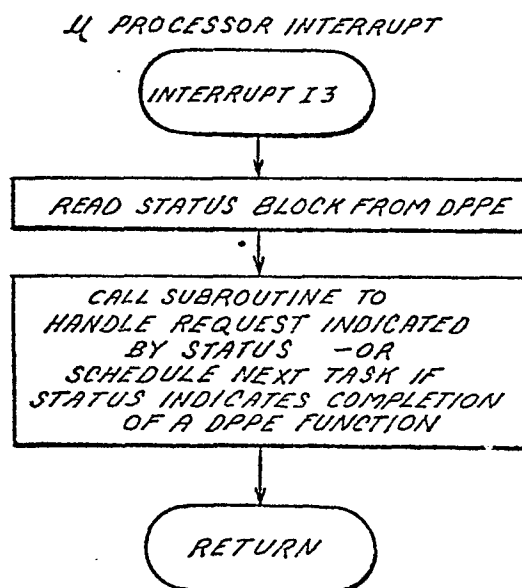 µ PROCESSOR INTERRUPT
INTERRUPT I3
READ STATUS BLOCK FROM DPPE
CALL SUBROUTINE TO
HANDLE REQUEST INDICATED
BY STATUS -OR
SCHEDULE NEXT TASK IF
STATUS INDICATES COMPLETION
OF A DPPE FUNCTION
RETURN